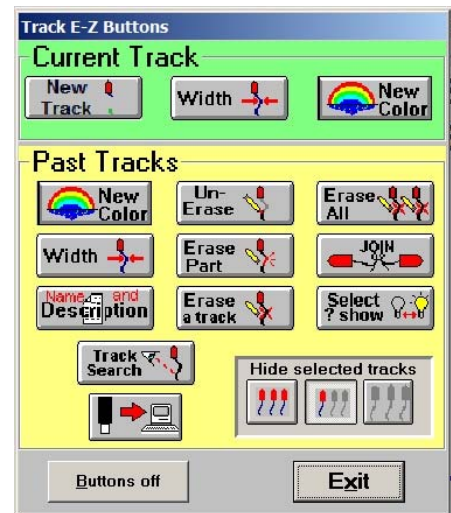 Track E-Z Buttons
Current Track
New
Track
Width
New
Color
Past Tracks
New
Color
Un-
Erase
Erase
All
Width
Erase
Part
JOIN
Name and
Description
Erase
a track
Select
? show
Track
Search
Hide selected tracks
Buttons off
Exit